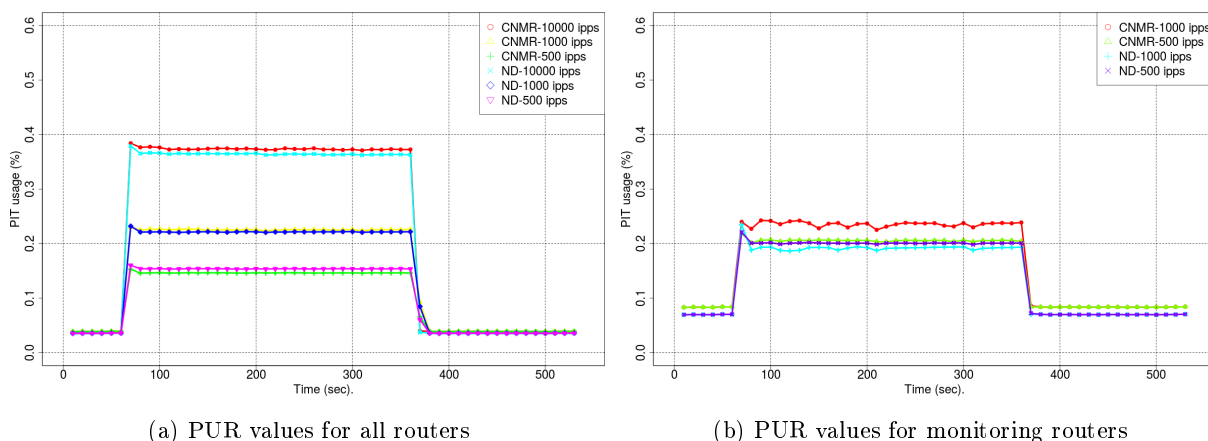 0.6
0.5
0.4
0.3
0.2
0.1
0.0
PIT usage (%)
CNMR-10000 ipps
CNMR-1000 ipps
CNMR-500 ipps
ND-10000 ipps
ND-1000 ipps
ND-500 ipps
0 100 200 300 400 500
Time (sec).
(a) PUR values for all routers
0.6
0.5
0.4
0.3
0.2
0.1
0.0
PIT usage (%)
CNMR-1000 ipps
CNMR-500 ipps
ND-1000 ipps
ND-500 ipps
0 100 200 300 400 500
Time (sec).
(b) PUR values for monitoring routers